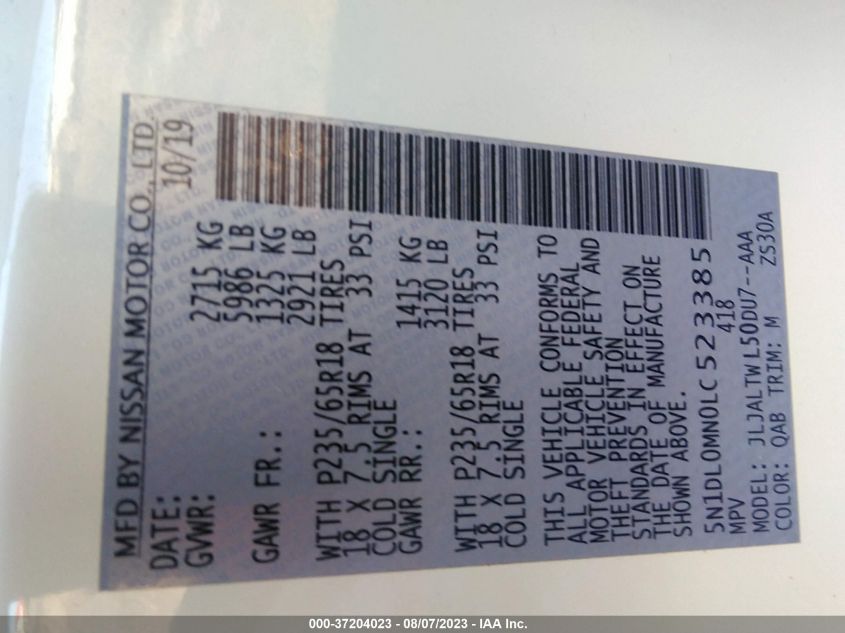 MFD BY NISSAN MOTOR CO., LTD
DATE: 10/19
GVWR: 2715 KG
5986 LB
GAWR FR.: 1325 KG
2921 LB
WITH P235/65R18 TIRES
18 X 7.5 RIMS AT 33 PSI
COLD SINGLE
GAWR RR.: 1415 KG
3120 LB
WITH P235/65R18 TIRES
18 X 7.5 RIMS AT 33 PSI
COLD SINGLE
THIS VEHICLE CONFORMS TO
ALL APPLICABLE FEDERAL
MOTOR VEHICLE SAFETY AND
THEFT PREVENTION
STANDARDS IN EFFECT ON
THE DATE OF MANUFACTURE
SHOWN ABOVE.
5N1DL0MN0LC523385
MPV 418
MODEL: JLJALTWL50DU7--AAA
COLOR: QAB TRIM: M ZS30A
000-37204023 - 08/07/2023 - IAA Inc.